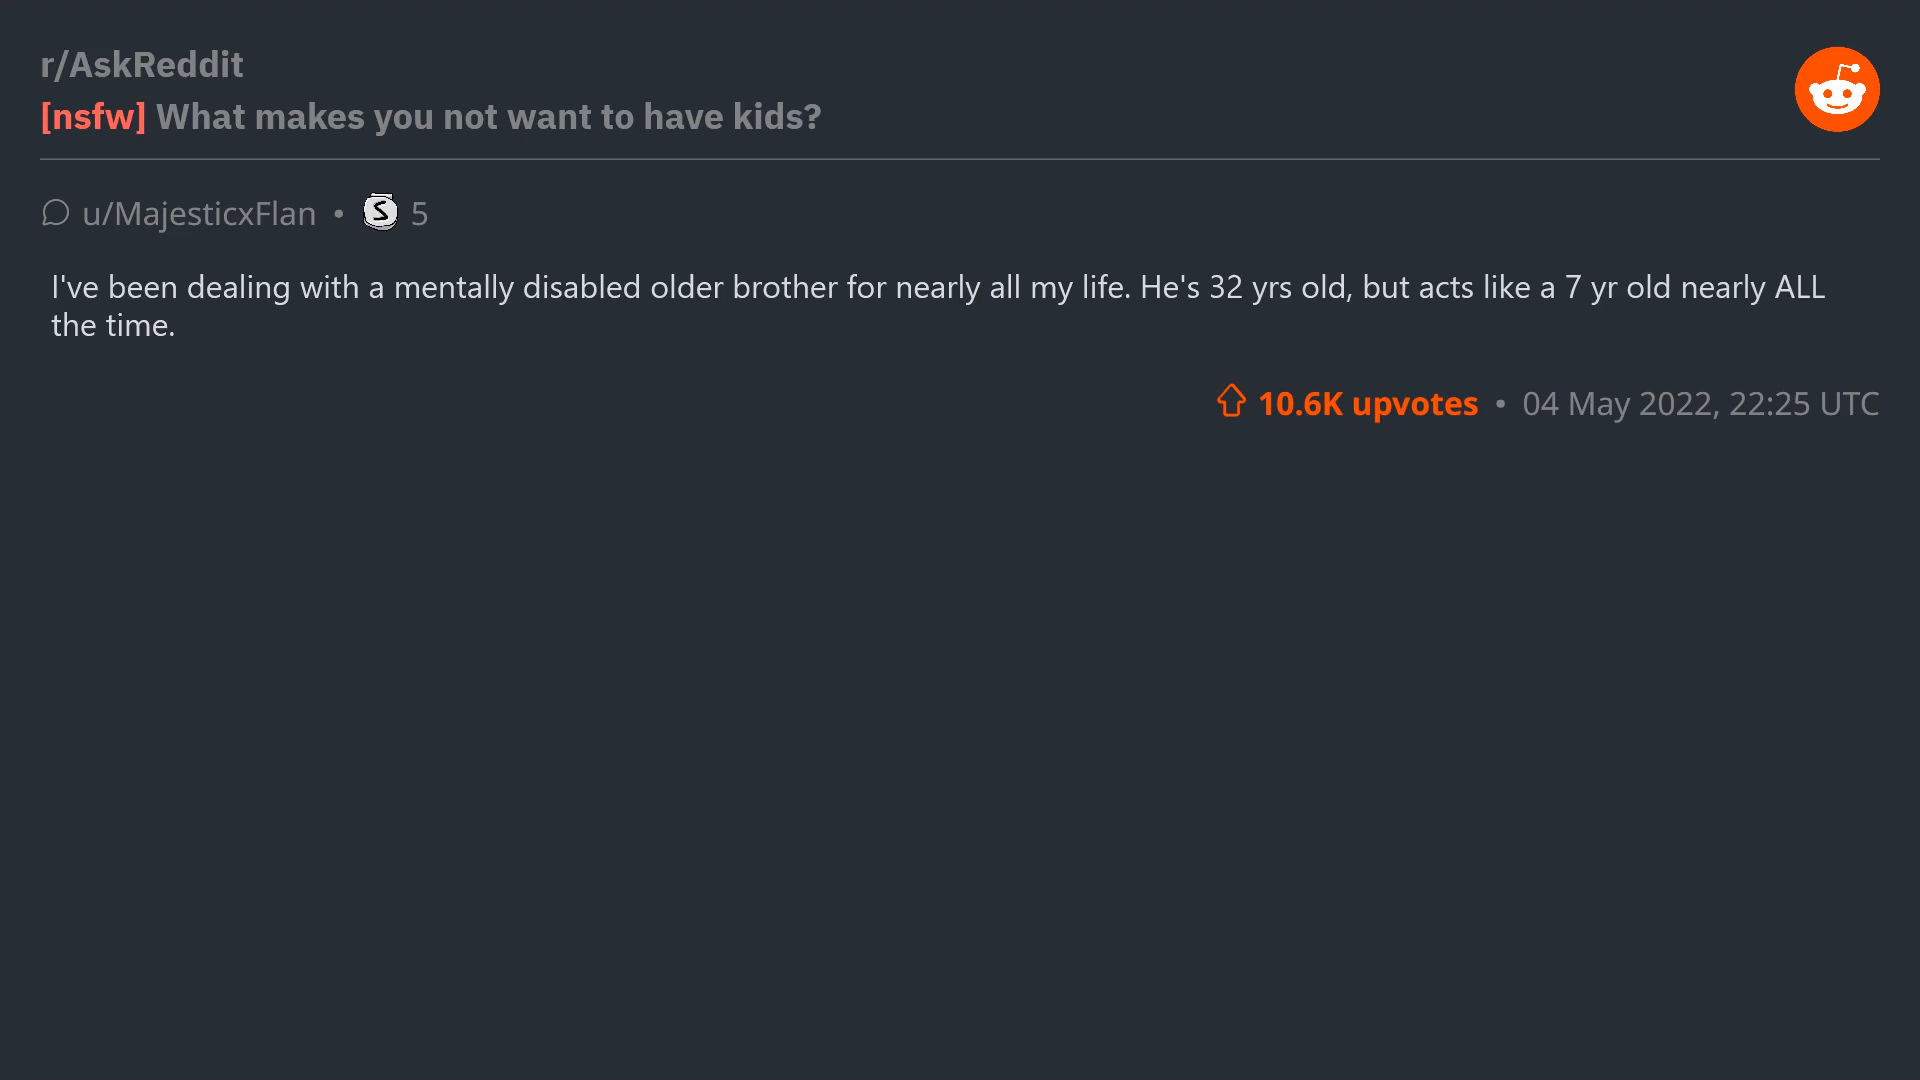 r/AskReddit
[nsfw] What makes you not want to have kids?
u/MajesticxFlan • S 5
I've been dealing with a mentally disabled older brother for nearly all my life. He's 32 yrs old, but acts like a 7 yr old nearly ALL
the time.
10.6K upvotes • 04 May 2022, 22:25 UTC